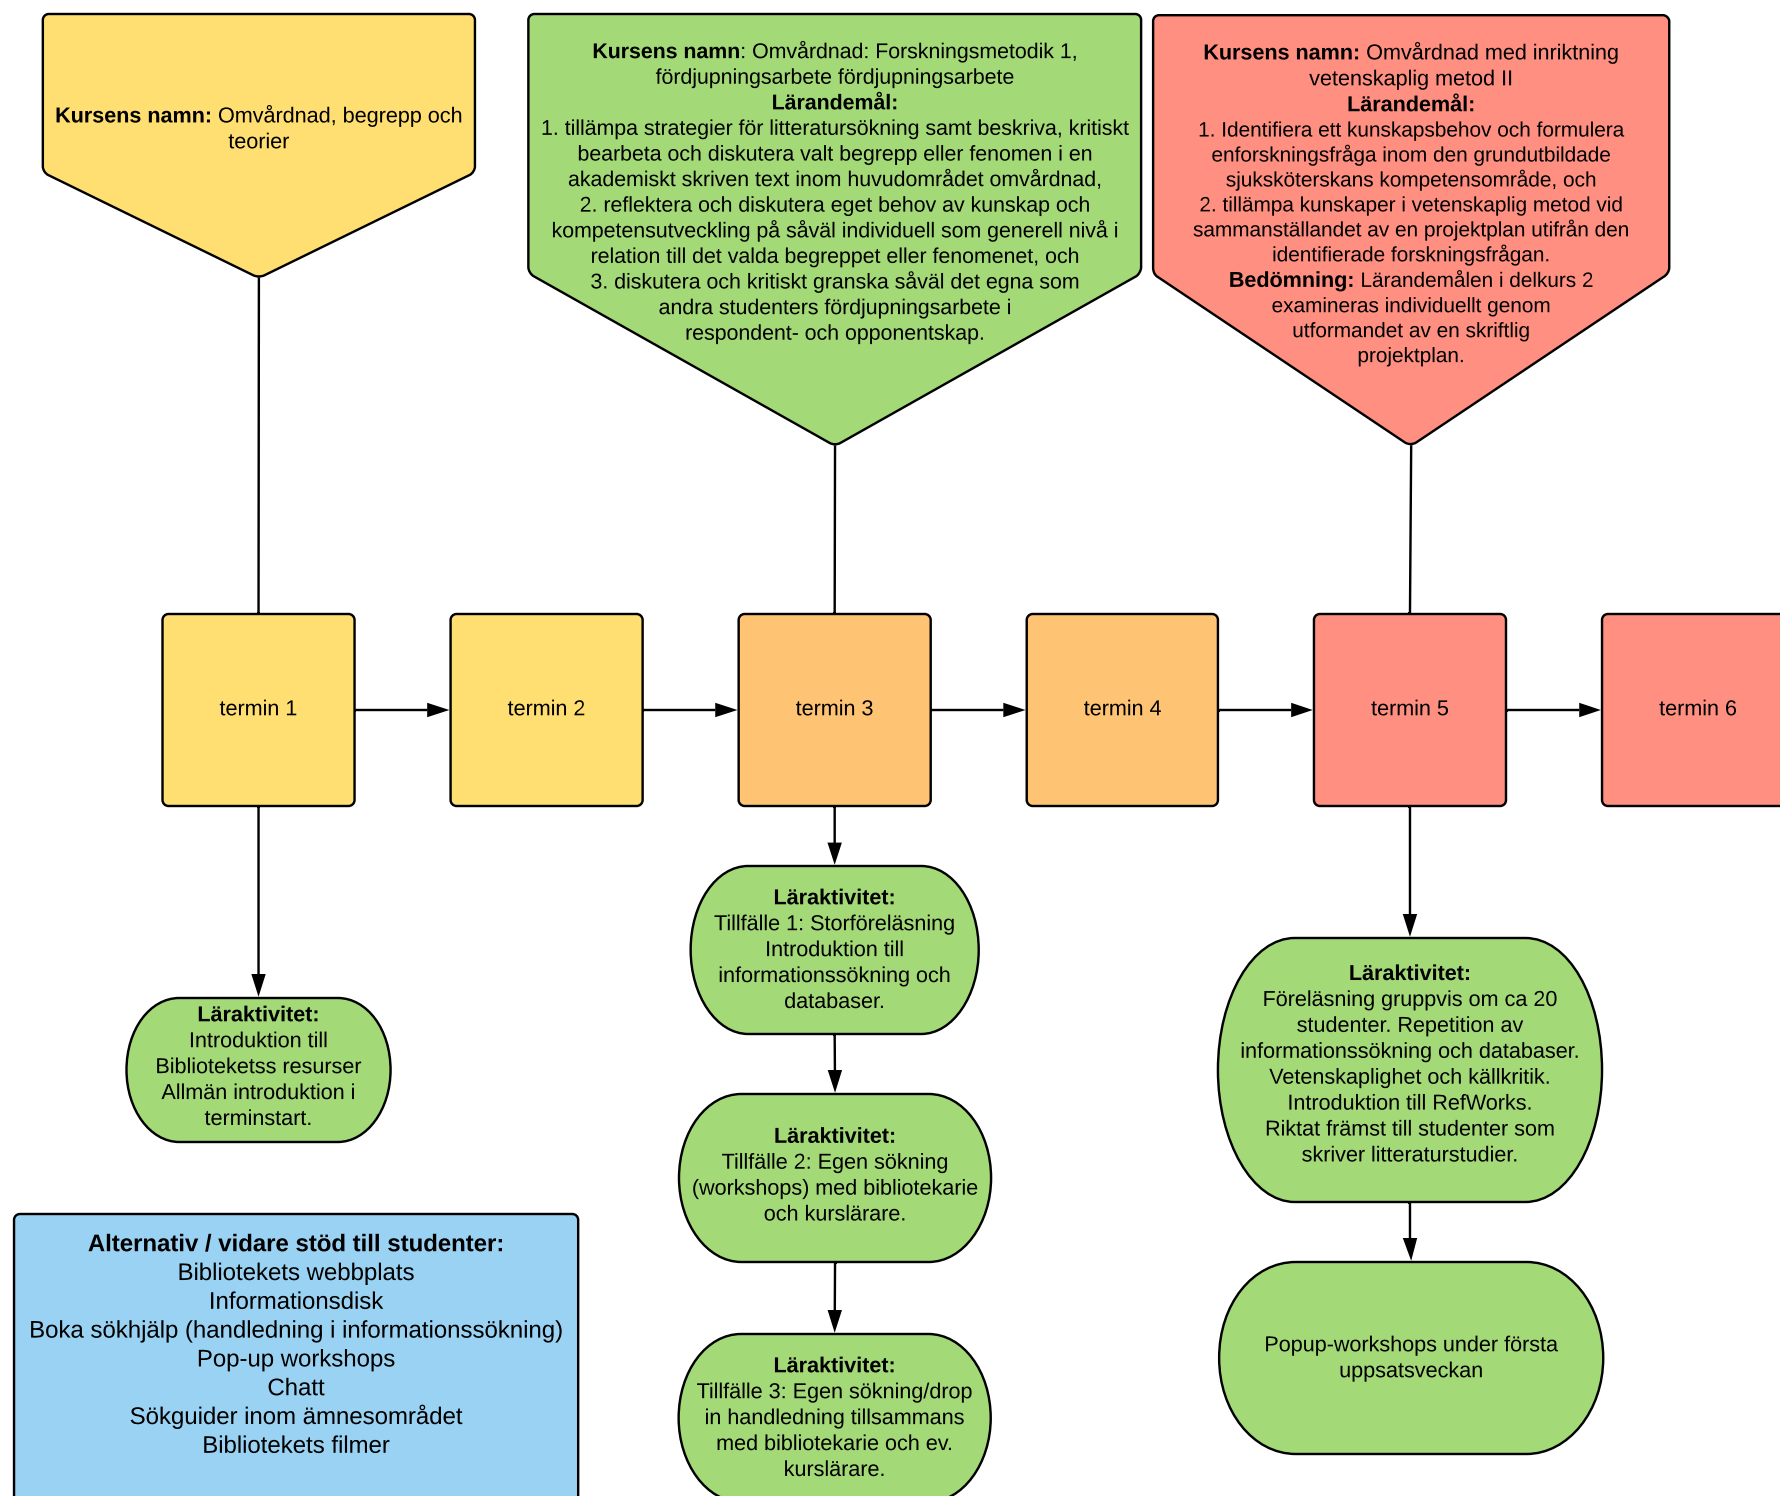 Kursens namn: Omvårdnad, begrepp och
teorier
Kursens namn: Omvårdnad: Forskningsmetodik 1,
fördjupningsarbete fördjupningsarbete
Lärandemål:
1. tillämpa strategier för litteratursökning samt beskriva, kritiskt
bearbeta och diskutera valt begrepp eller fenomen i en
akademiskt skriven text inom huvudområdet omvårdnad,
2. reflektera och diskutera eget behov av kunskap och
kompetensutveckling på såväl individuell som generell nivå i
relation till det valda begreppet eller fenomenet, och
3. diskutera och kritiskt granska såväl det egna som
andra studenters fördjupningsarbete i
respondent- och opponentskap.
Kursens namn: Omvårdnad med inriktning
vetenskaplig metod II
Lärandemål:
1. Identifiera ett kunskapsbehov och formulera
enforskningsfråga inom den grundutbildade
sjuksköterskans kompetensområde, och
2. tillämpa kunskaper i vetenskaplig metod vid
sammanställandet av en projektplan utifrån den
identifierade forskningsfrågan.
Bedömning: Lärandemålen i delkurs 2
examineras individuellt genom
utformandet av en skriftlig
projektplan.
termin 1
termin 2
termin 3
termin 4
termin 5
termin 6
Läraktivitet:
Introduktion till
Biblioteketss resurser
Allmän introduktion i
terminstart.
Läraktivitet:
Tillfälle 1: Storföreläsning
Introduktion till
informationssökning och
databaser.
Läraktivitet:
Tillfälle 2: Egen sökning
(workshops) med bibliotekarie
och kurslärare.
Läraktivitet:
Tillfälle 3: Egen sökning/drop
in handledning tillsammans
med bibliotekarie och ev.
kurslärare.
Läraktivitet:
Föreläsning gruppvis om ca 20
studenter. Repetition av
informationssökning och databaser.
Vetenskaplighet och källkritik.
Introduktion till RefWorks.
Riktat främst till studenter som
skriver litteraturstudier.
Popup-workshops under första
uppsatsveckan
Alternativ / vidare stöd till studenter:
Bibliotekets webbplats
Informationsdisk
Boka sökhjälp (handledning i informationssökning)
Pop-up workshops
Chatt
Sökguider inom ämnesområdet
Bibliotekets filmer